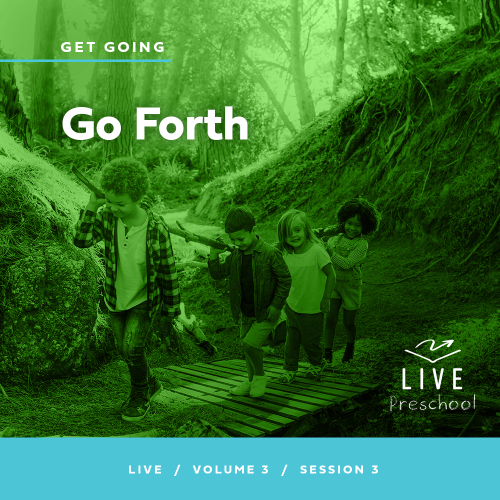 GET GOING
Go Forth
LIVE
Preschool
LIVE / VOLUME 3 / SESSION 3